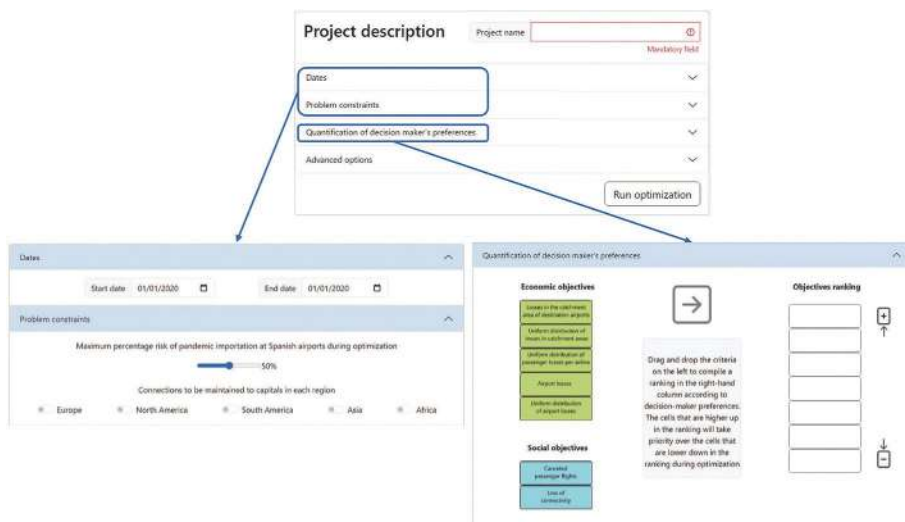 Project description
Project name
Mandatory field
Dates
Problem constraints
Quantification of decision maker's preferences
Advanced options
Run optimization
Dates
Start date 01/01/2020
End date 01/01/2020
Problem constraints
Maximum percentage risk of pandemic importation at Spanish airports during optimization
50%
Connections to be maintained to capitals in each region
Europe North America South America Asia Africa
Quantification of decision maker's preferences
Economic objectives
Losses in the catchment
area of destination airports
Uniform distribution of
losses in catchment areas
Uniform distribution of
passenger losses per airline
Airport losses
Uniform distribution
of airport losses
Social objectives
Canceled
passenger flights
Loss of
connectivity
Drag and drop the criteria
on the left to compile a
ranking in the right-hand
column according to
decision-maker preferences.
The cells that are higher up
in the ranking will take
priority over the cells that
are lower down in the
ranking during optimization
Objectives ranking